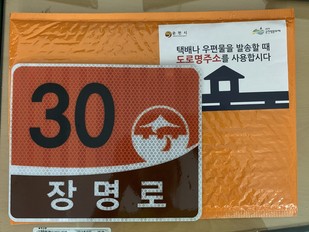 택배나 우편물을 발송할 때
도로명주소를 사용합시다
30
장명로